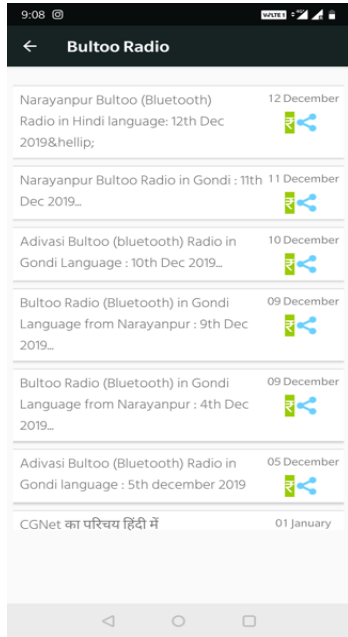 9:08
VoLTE 1
Bultoo Radio
Narayanpur Bultoo (Bluetooth)
Radio in Hindi language: 12th Dec
2019&hellip;
12 December
₹
Narayanpur Bultoo Radio in Gondi : 11th
Dec 2019...
11 December
₹
Adivasi Bultoo (bluetooth) Radio in
Gondi Language : 10th Dec 2019...
10 December
₹
Bultoo Radio (Bluetooth) in Gondi
Language from Narayanpur : 9th Dec
2019...
09 December
₹
Bultoo Radio (Bluetooth) in Gondi
Language from Narayanpur : 4th Dec
2019...
09 December
₹
Adivasi Bultoo (Bluetooth) Radio in
Gondi language : 5th december 2019
05 December
₹
CGNet का परिचय हिंदी में
01 January